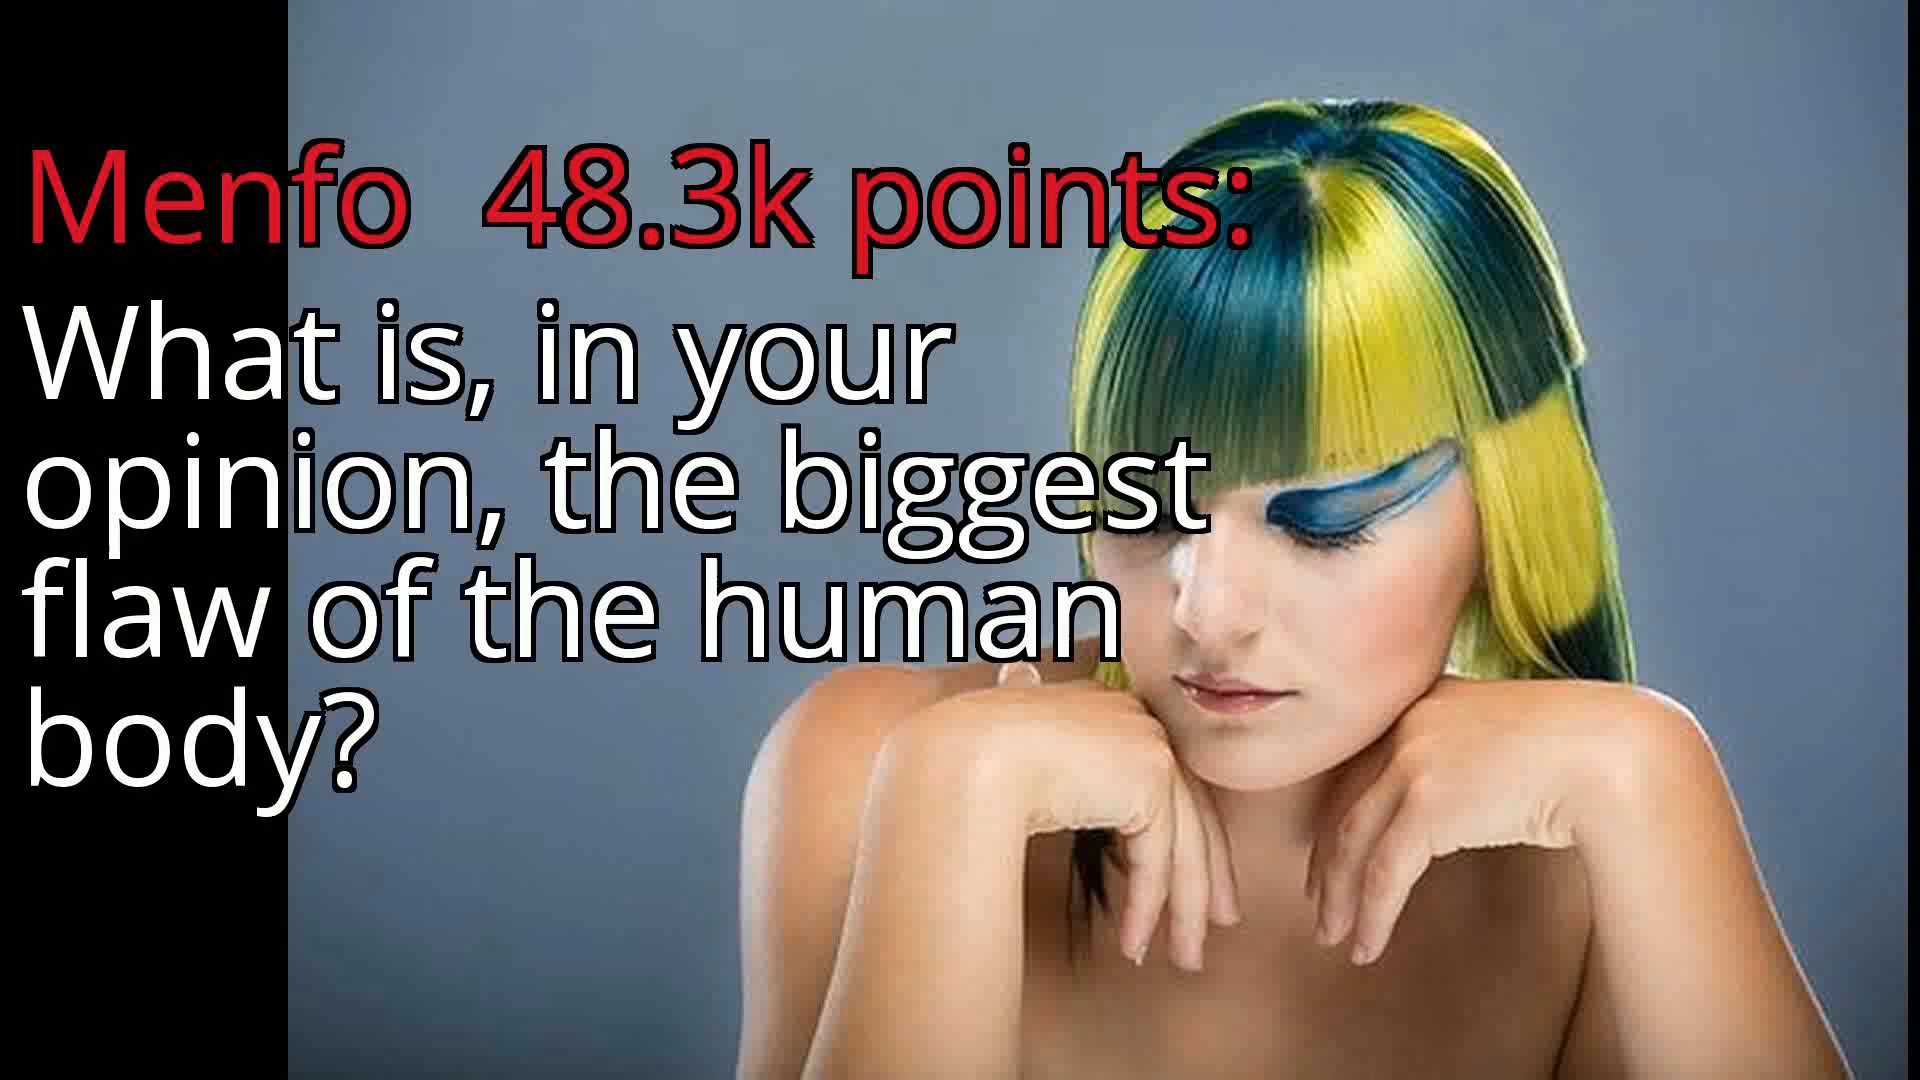 Menfo  48.3k points:
What is, in your
opinion, the biggest
flaw of the human
body?